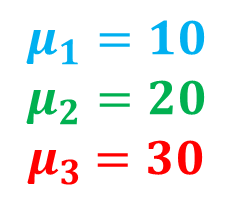 μ₁ = 10
μ₂ = 20
μ₃ = 30